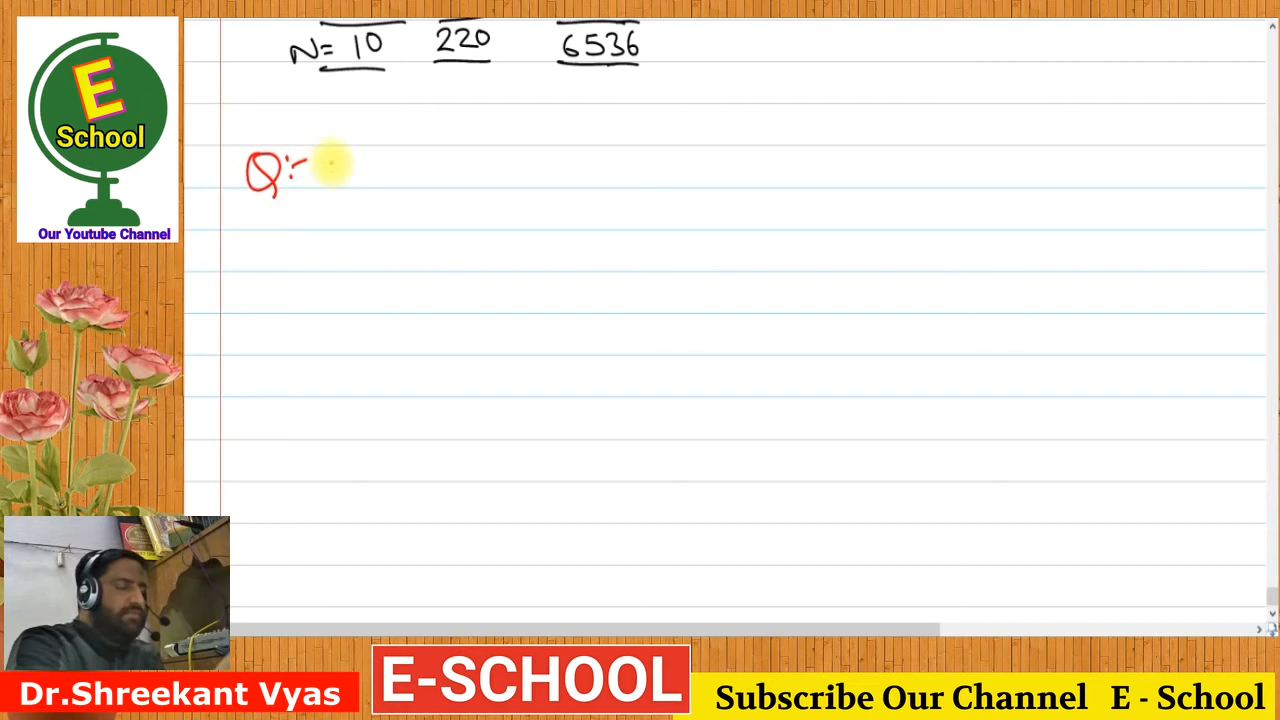 N= 10 220 6536
E
School
Our Youtube Channel
Q:-
Dr.Shreekant Vyas
E-SCHOOL
Subscribe Our Channel E - School